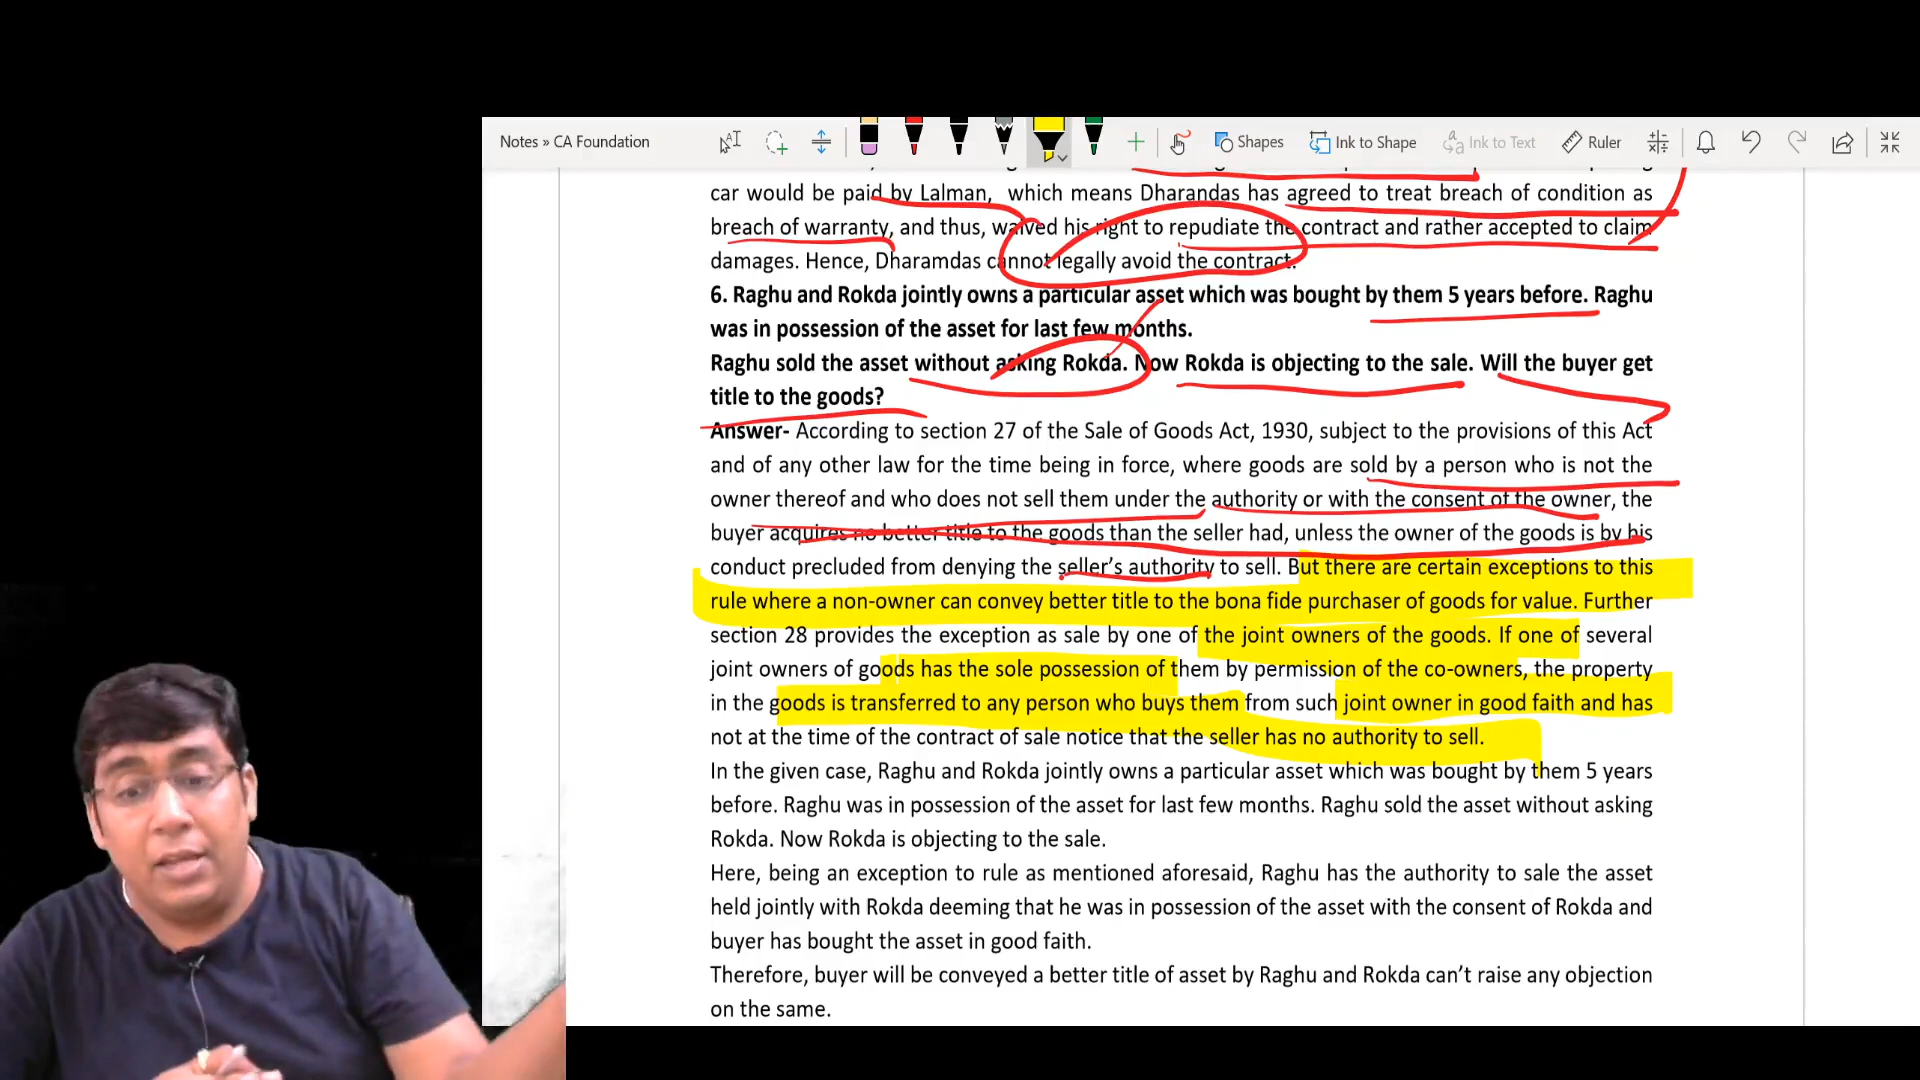 Notes » CA Foundation
Shapes
Ink to Shape
Ink to Text
Ruler
car would be paid by Lalman, which means Dharandas has agreed to treat breach of condition as
breach of warranty, and thus, waived his right to repudiate the contract and rather accepted to claim
damages. Hence, Dharamdas cannot legally avoid the contract.
6. Raghu and Rokda jointly owns a particular asset which was bought by them 5 years before. Raghu
was in possession of the asset for last few months.
Raghu sold the asset without asking Rokda. Now Rokda is objecting to the sale. Will the buyer get
title to the goods?
Answer- According to section 27 of the Sale of Goods Act, 1930, subject to the provisions of this Act
and of any other law for the time being in force, where goods are sold by a person who is not the
owner thereof and who does not sell them under the authority or with the consent of the owner, the
buyer acquires no better title to the goods than the seller had, unless the owner of the goods is by his
conduct precluded from denying the seller's authority to sell. But there are certain exceptions to this
rule where a non-owner can convey better title to the bona fide purchaser of goods for value. Further
section 28 provides the exception as sale by one of the joint owners of the goods. If one of several
joint owners of goods has the sole possession of them by permission of the co-owners, the property
in the goods is transferred to any person who buys them from such joint owner in good faith and has
not at the time of the contract of sale notice that the seller has no authority to sell.
In the given case, Raghu and Rokda jointly owns a particular asset which was bought by them 5 years
before. Raghu was in possession of the asset for last few months. Raghu sold the asset without asking
Rokda. Now Rokda is objecting to the sale.
Here, being an exception to rule as mentioned aforesaid, Raghu has the authority to sale the asset
held jointly with Rokda deeming that he was in possession of the asset with the consent of Rokda and
buyer has bought the asset in good faith.
Therefore, buyer will be conveyed a better title of asset by Raghu and Rokda can't raise any objection
on the same.